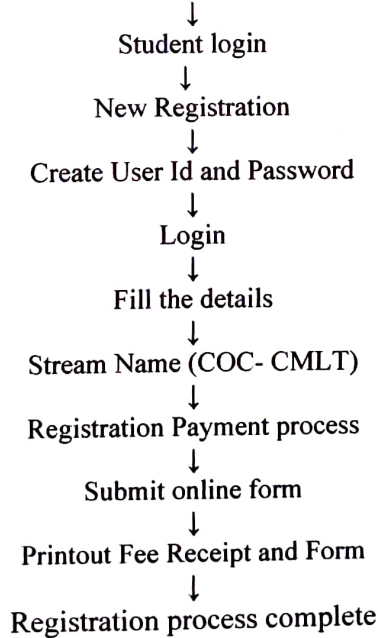 ↓
Student login
↓
New Registration
↓
Create User Id and Password
↓
Login
↓
Fill the details
↓
Stream Name (COC- CMLT)
↓
Registration Payment process
↓
Submit online form
↓
Printout Fee Receipt and Form
↓
Registration process complete